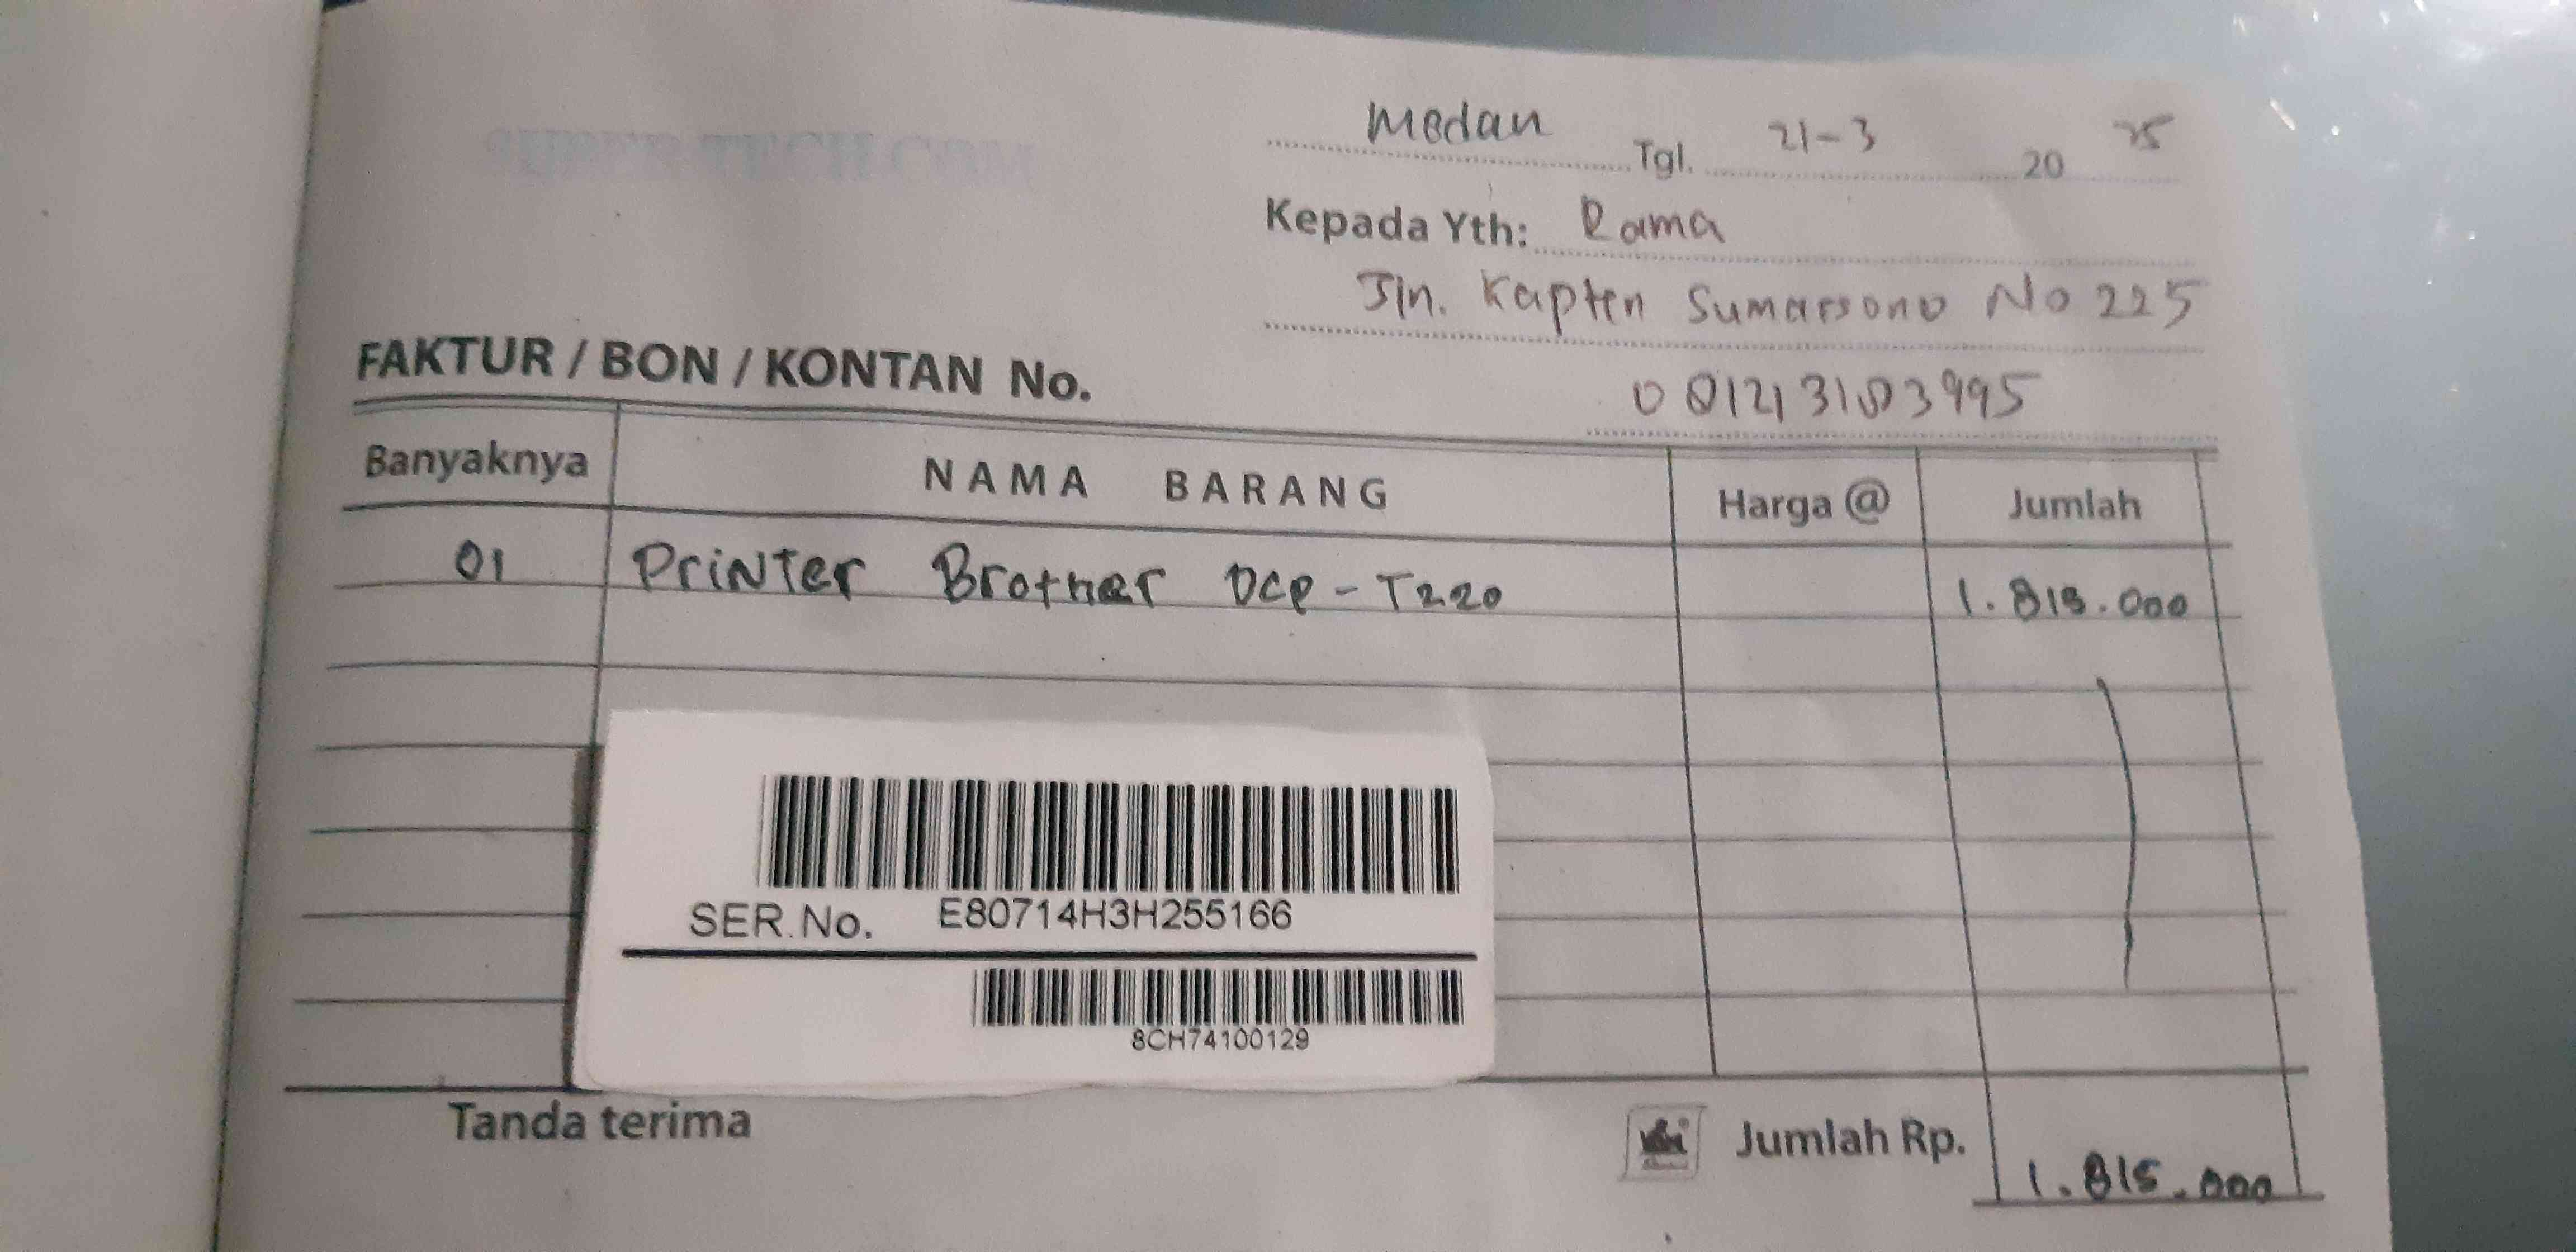 Medan Tgl. 21-3 20 25
Kepada Yth: Rama
Jln. Kapten Sumarsono No 225
FAKTUR / BON / KONTAN No.
081213183995
Banyaknya NAMA BARANG Harga @ Jumlah
01 Printer Brother DCP-T220 1.815.000
SER.No. E80714H3H255166
8CH74100129
Tanda terima Jumlah Rp. 1.815.000